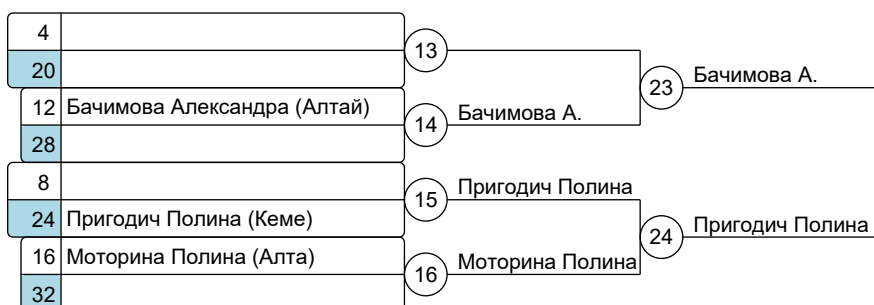 4
20
13
12 Бачимова Александра (Алтай)
28
14
Бачимова А.
23
Бачимова А.
8
24 Пригодич Полина (Кеме)
15
Пригодич Полина
16 Моторина Полина (Алта)
32
16
Моторина Полина
24
Пригодич Полина